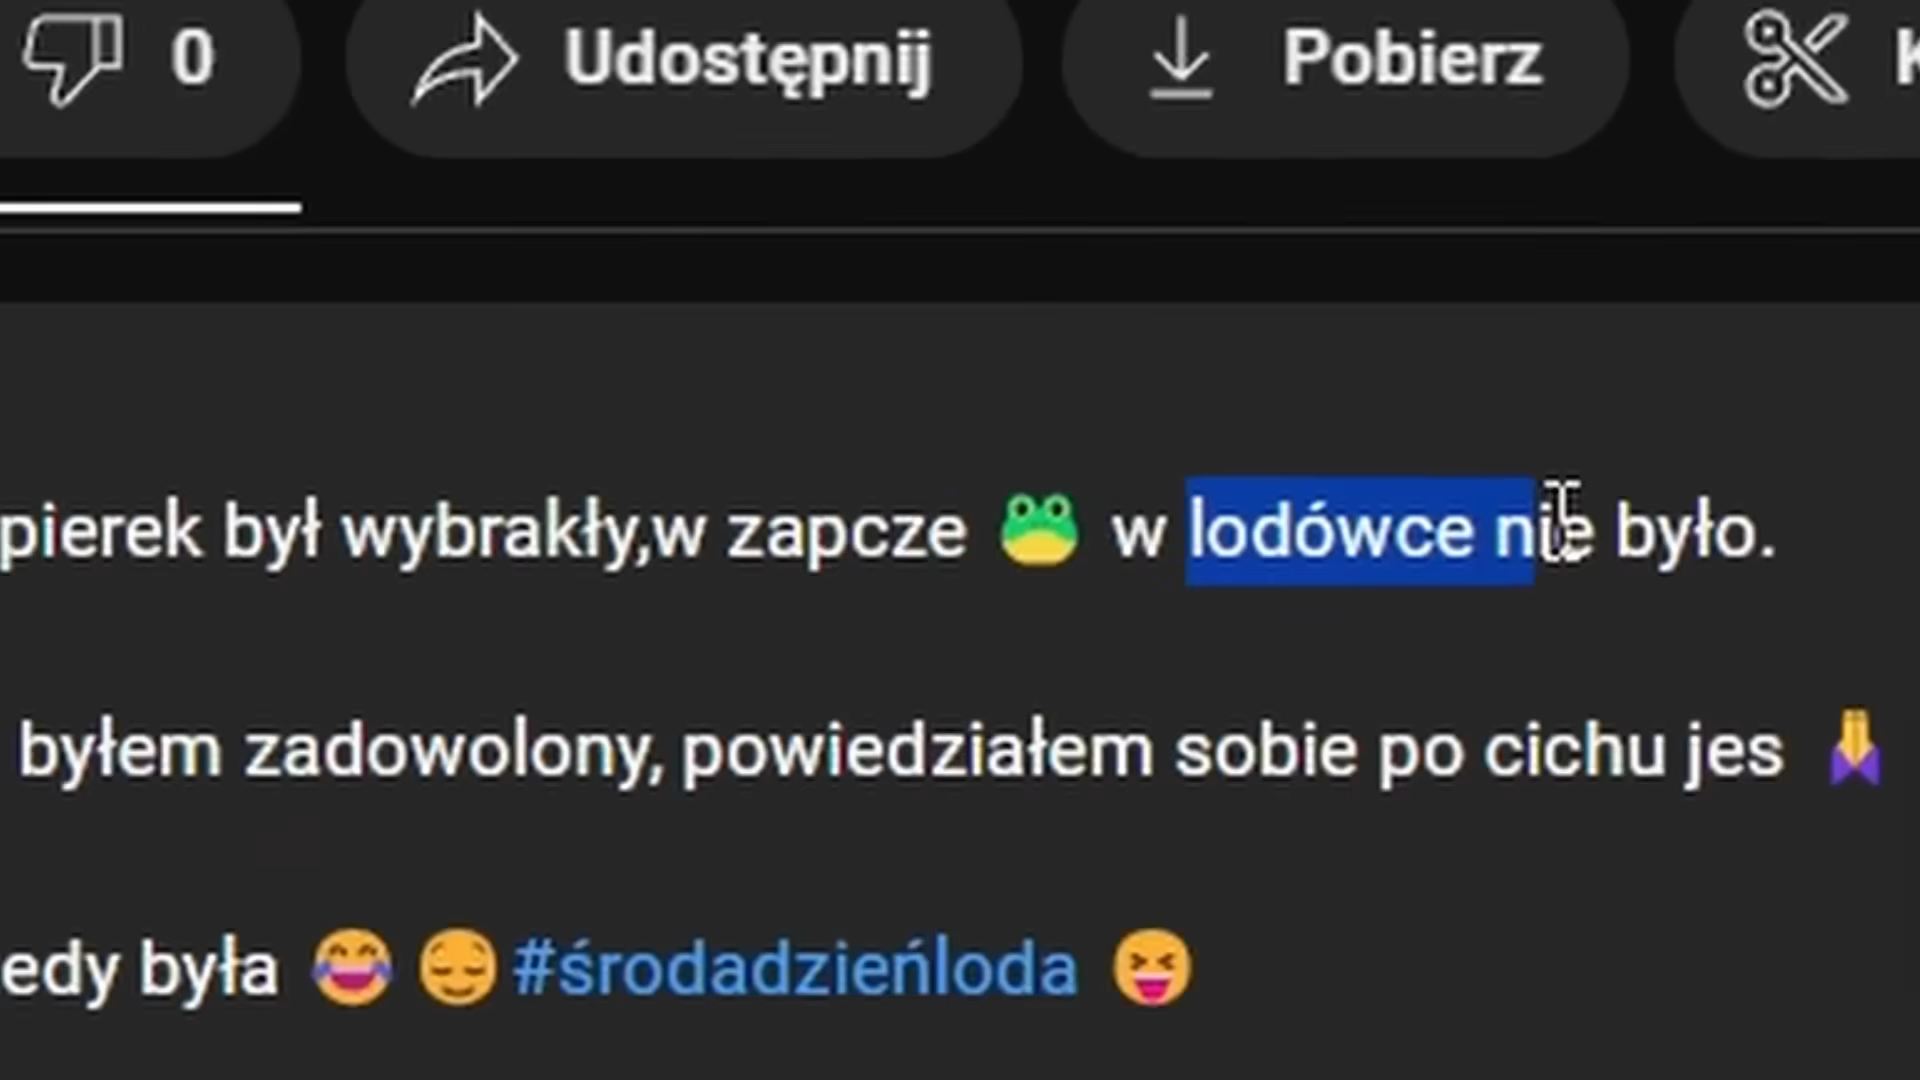 0 Udostępnij Pobierz K
pierek był wybrakły,w zapcze 🐸 w lodówce nie było.
byłem zadowolony, powiedziałem sobie po cichu jes 🙏
edy była 😂😌#środadzieńloda 😝